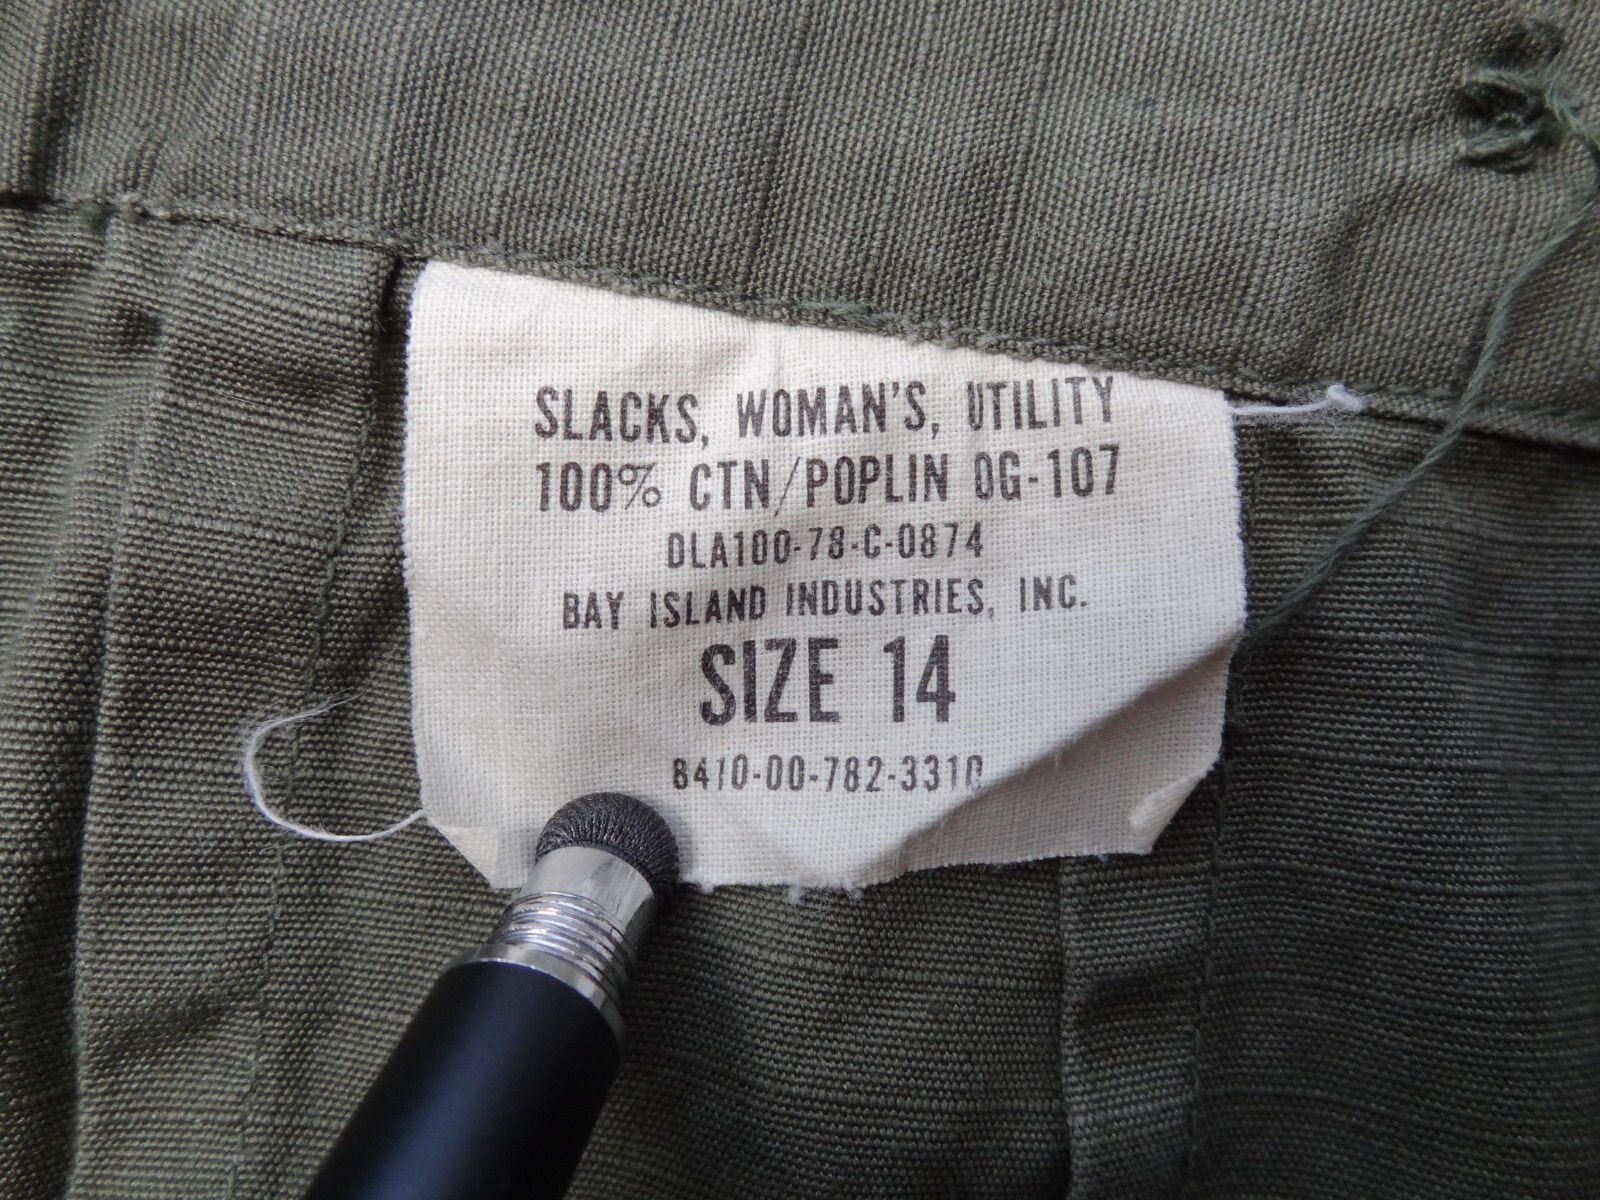 SLACKS, WOMAN'S, UTILITY
100% CTN/POPLIN OG-107
DLA100-78-C-0874
BAY ISLAND INDUSTRIES, INC.
SIZE 14
8410-00-782-3310